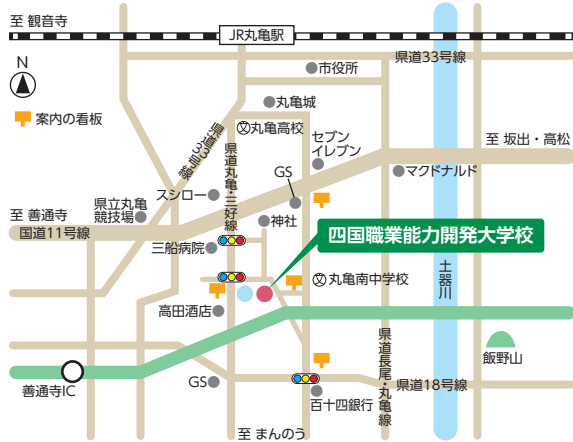 至 観音寺
JR丸亀駅
県道33号線
市役所
N
丸亀城
案内の看板
文丸亀高校
県道33号線
セブン
イレブン
至 坂出・高松
県道丸亀・三好線
GS
マクドナルド
スシロー
県立丸亀
競技場
至 善通寺
国道11号線
神社
四国職業能力開発大学校
三船病院
土器川
文丸亀南中学校
高田酒店
県道長尾・丸亀線
飯野山
善通寺IC
GS
県道18号線
百十四銀行
至 まんのう